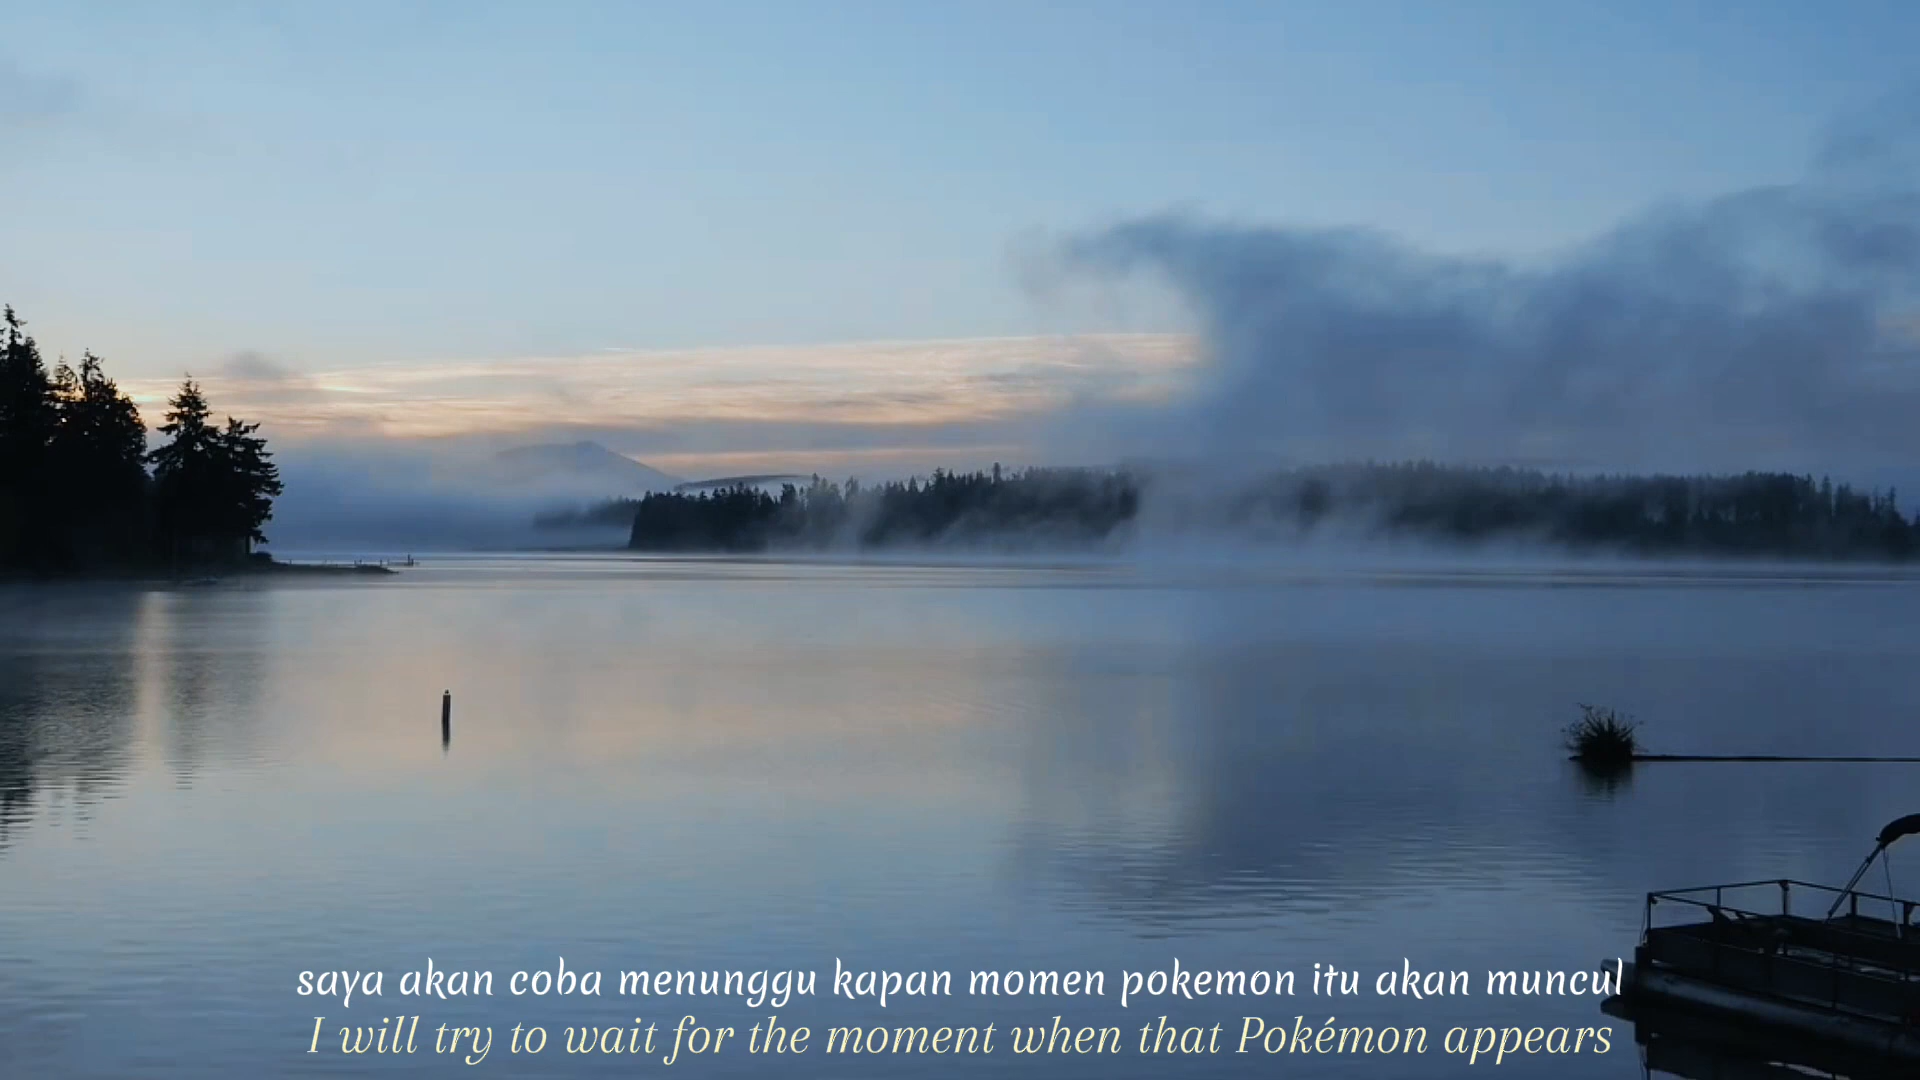 saya akan coba menunggu kapan momen pokemon itu akan muncul
I will try to wait for the moment when that Pokémon appears